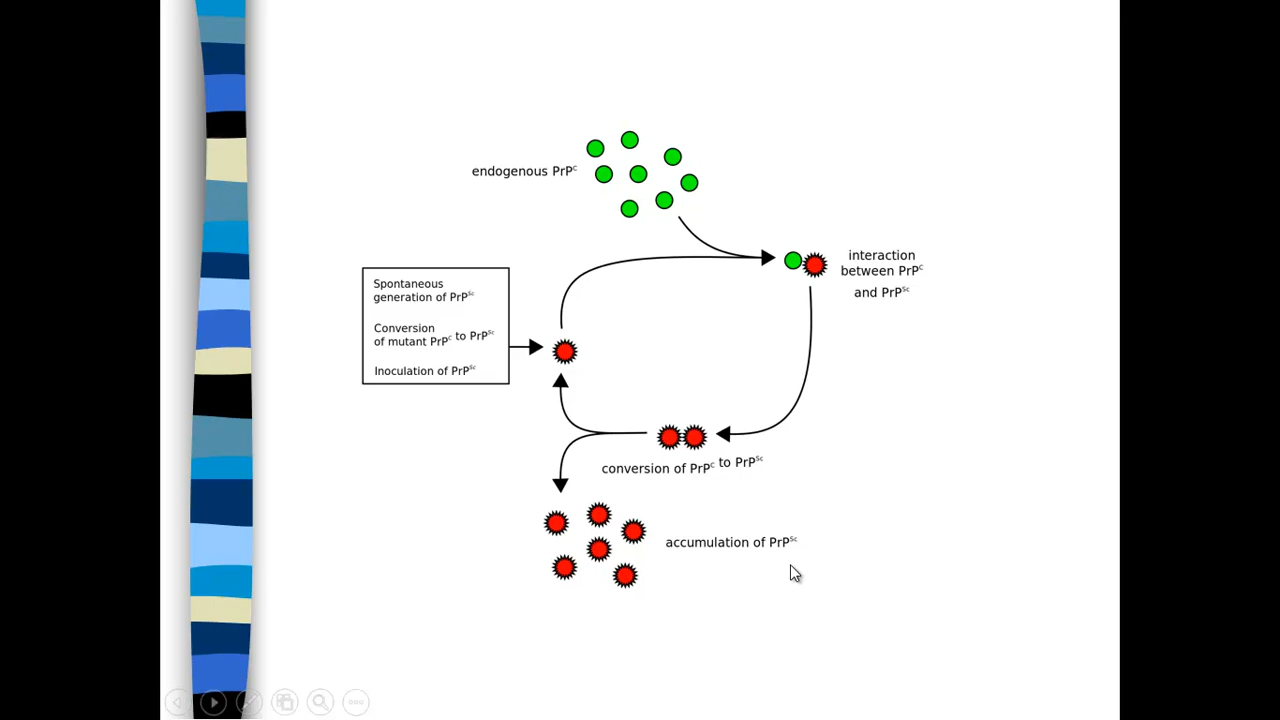 endogenous PrPᶜ
interaction
between PrPᶜ
and PrPˢᶜ
Spontaneous
generation of PrPˢᶜ
Conversion
of mutant PrPᶜ to PrPˢᶜ
Inoculation of PrPˢᶜ
conversion of PrPᶜ to PrPˢᶜ
accumulation of PrPˢᶜ